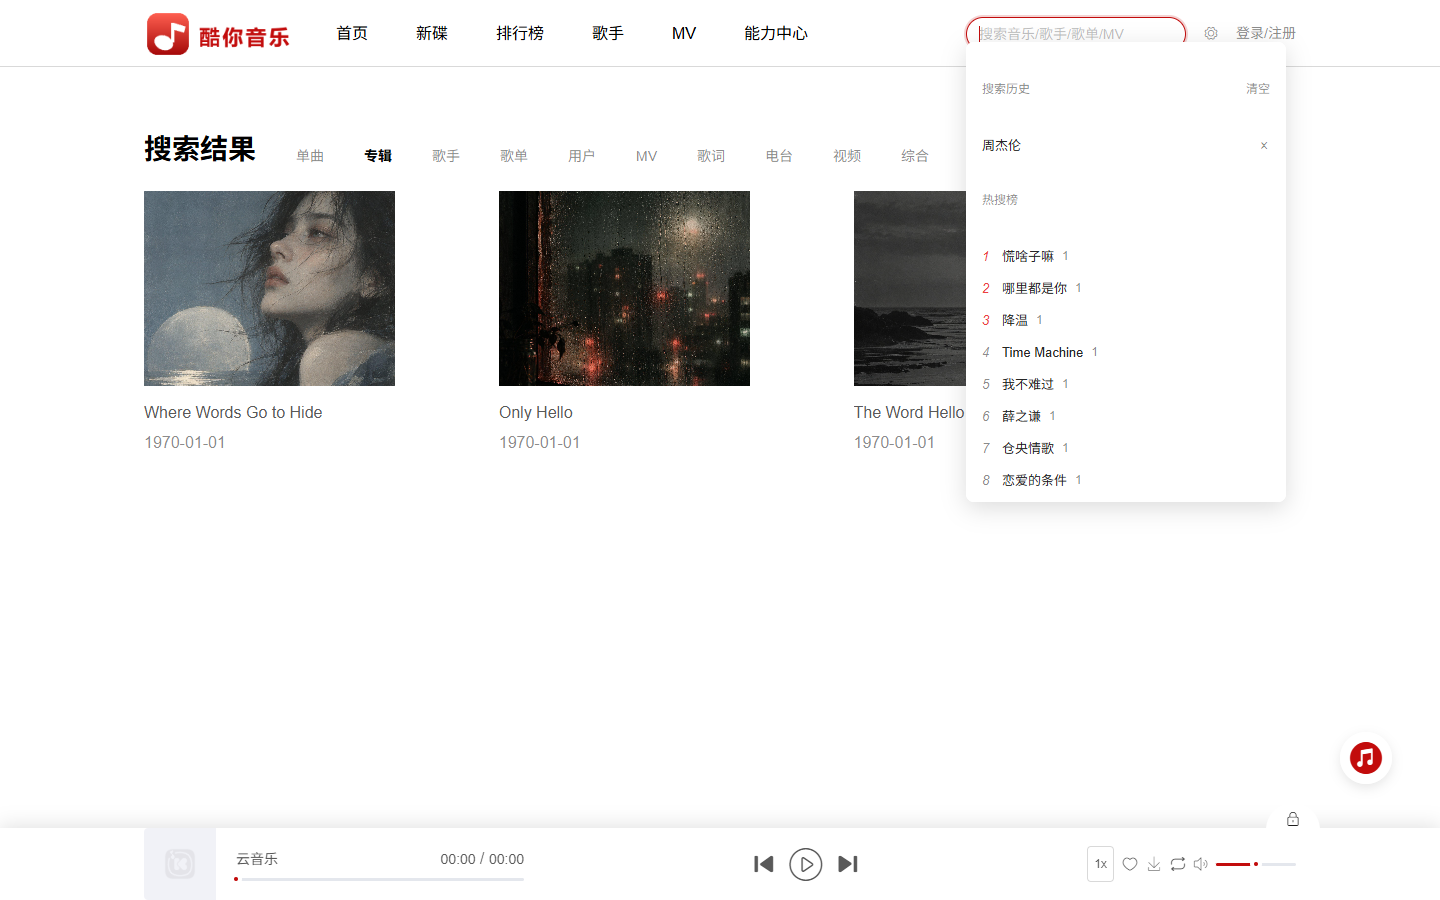 酷你音乐
首页 新碟 排行榜 歌手 MV 能力中心
搜索音乐/歌手/歌单/MV
登录/注册
搜索历史 清空
周杰伦 ×
热搜榜
1 慌啥子嘛 1
2 哪里都是你 1
3 降温 1
4 Time Machine 1
5 我不难过 1
6 薛之谦 1
7 仓央情歌 1
8 恋爱的条件 1
搜索结果 单曲 专辑 歌手 歌单 用户 MV 歌词 电台 视频 综合
Where Words Go to Hide
1970-01-01
Only Hello
1970-01-01
The Word Hello
1970-01-01
云音乐 00:00 / 00:00
1x